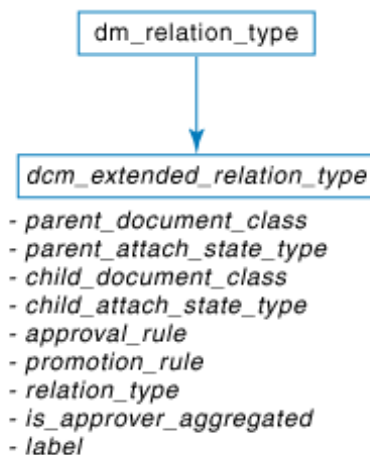 dm_relation_type
dcm_extended_relation_type
- parent_document_class
- parent_attach_state_type
- child_document_class
- child_attach_state_type
- approval_rule
- promotion_rule
- relation_type
- is_approver_aggregated
- label